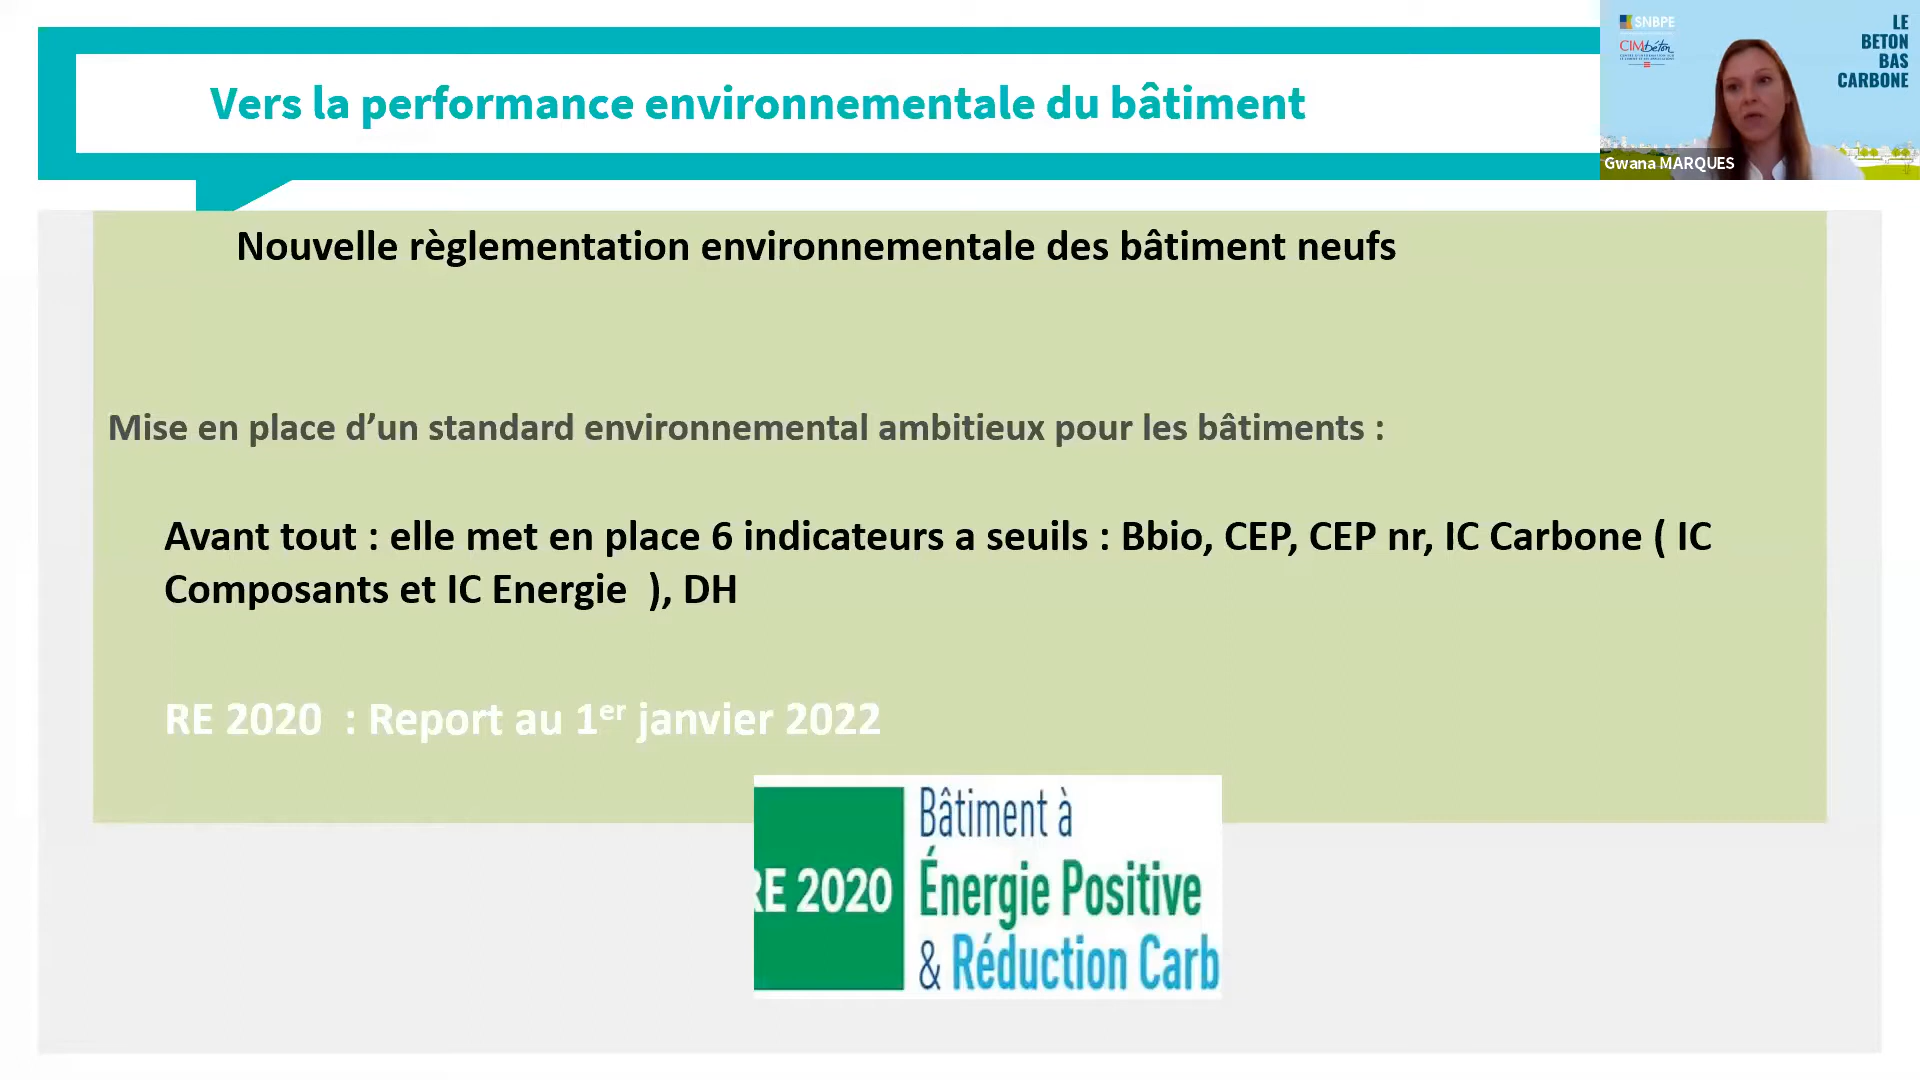 Vers la performance environnementale du bâtiment
SNBPE
CIMbéton
LE
BETON
BAS
CARBONE
Gwana MARQUES
Nouvelle règlementation environnementale des bâtiment neufs
Mise en place d’un standard environnemental ambitieux pour les bâtiments :
Avant tout : elle met en place 6 indicateurs a seuils : Bbio, CEP, CEP nr, IC Carbone ( IC
Composants et IC Energie ), DH
RE 2020 : Report au 1er janvier 2022
RE 2020
Bâtiment à
Énergie Positive
& Réduction Carb